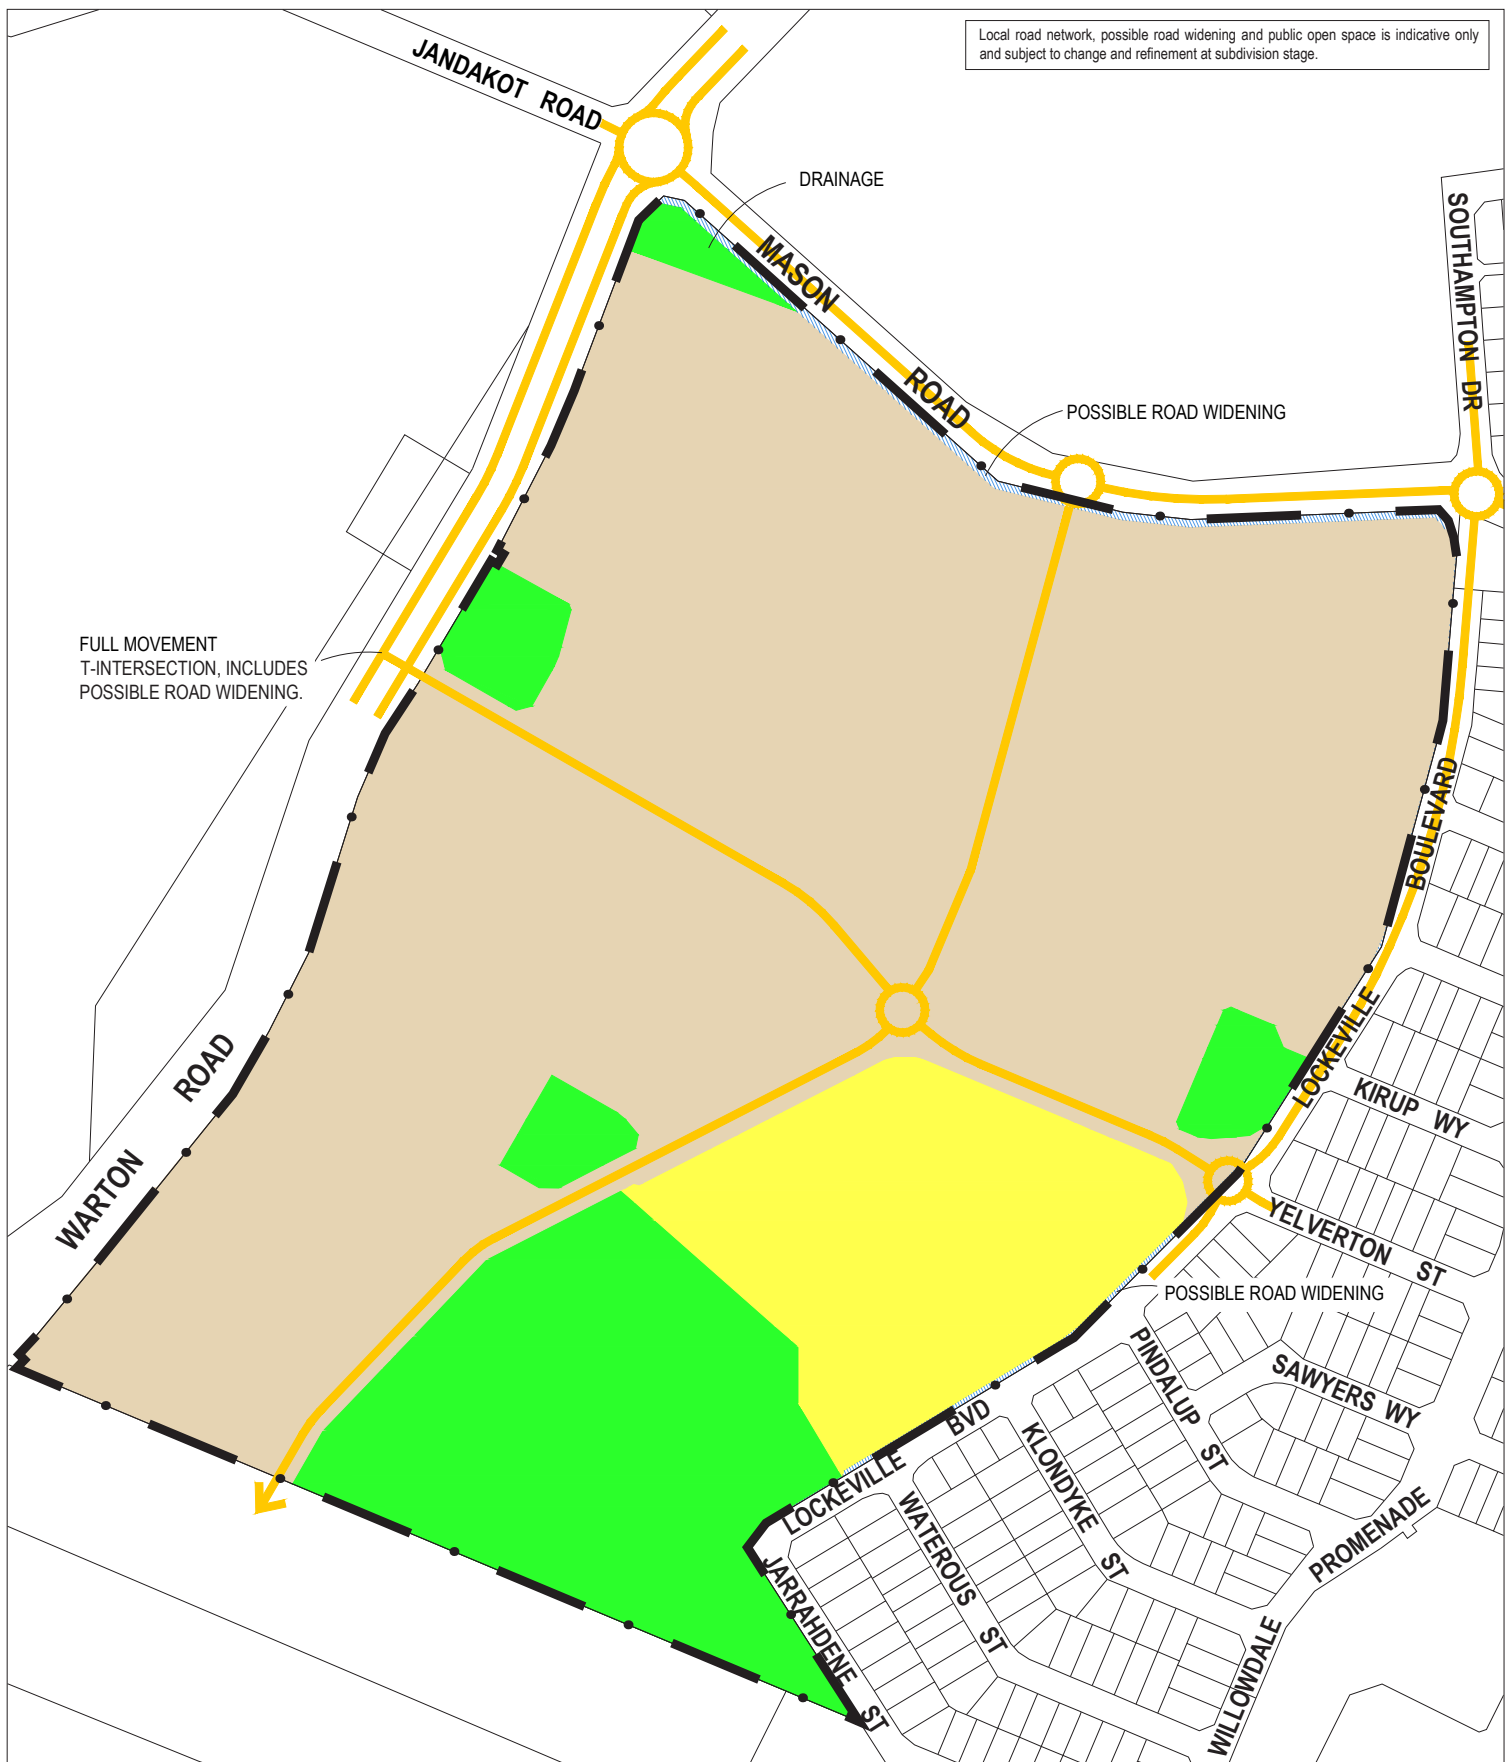 Local road network, possible road widening and public open space is indicative only
and subject to change and refinement at subdivision stage.
JANDAKOT ROAD
DRAINAGE
SOUTHAMPTON DR
MASON ROAD
POSSIBLE ROAD WIDENING
FULL MOVEMENT
T-INTERSECTION, INCLUDES
POSSIBLE ROAD WIDENING.
LOCKEVILLE BOULEVARD
WARTON ROAD
KIRUP WY
YELVERTON ST
POSSIBLE ROAD WIDENING
PINDALUP ST
SAWYERS WY
LOCKEVILLE BVD
KLONDYKE ST
WATEROUS ST
JARRAHDENE ST
WILLOWDALE PROMENADE